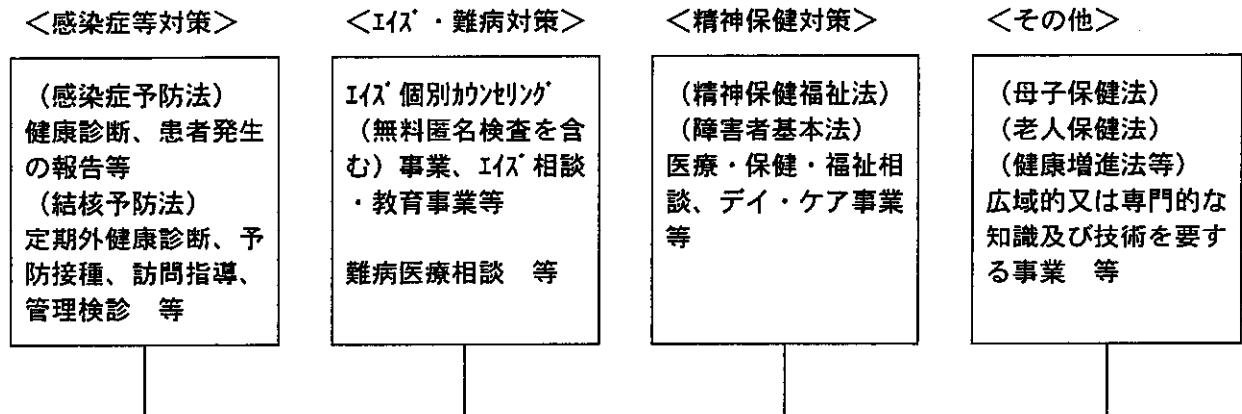 ＜感染症等対策＞
（感染症予防法）
健康診断、患者発生
の報告等
（結核予防法）
定期外健康診断、予
防接種、訪問指導、
管理検診　等
＜ｴｲｽﾞ・難病対策＞
ｴｲｽﾞ個別ｶｳﾝｾﾘﾝｸﾞ
（無料匿名検査を含
む）事業、ｴｲｽﾞ相談
・教育事業等
難病医療相談　等
＜精神保健対策＞
（精神保健福祉法）
（障害者基本法）
医療・保健・福祉相
談、デイ・ケア事業
等
＜その他＞
（母子保健法）
（老人保健法）
（健康増進法等）
広域的又は専門的な
知識及び技術を要す
る事業　等